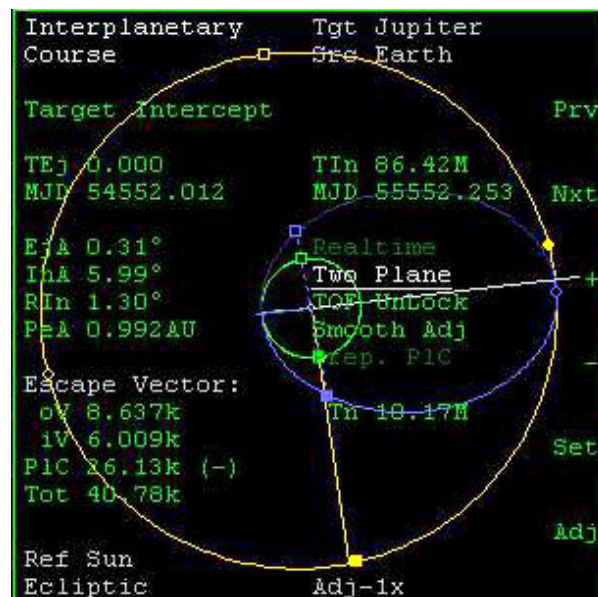 Interplanetary Tgt Jupiter
Course Src Earth
Target Intercept Prv
TEj 0.000 TIn 86.42M
MJD 54552.012 MJD 55552.253 Nxt
EjA 0.31° Realtime
IhA 5.99° Two Plane +
RIn 1.30° TOF UnLock
PeA 0.992AU Smooth Adj
Prep. PlC -
Escape Vector:
oV 8.637k Tn 10.17M
iV 6.009k Set
PlC 26.13k (-)
Tot 40.78k
Adj
Ref Sun
Ecliptic Adj-1x